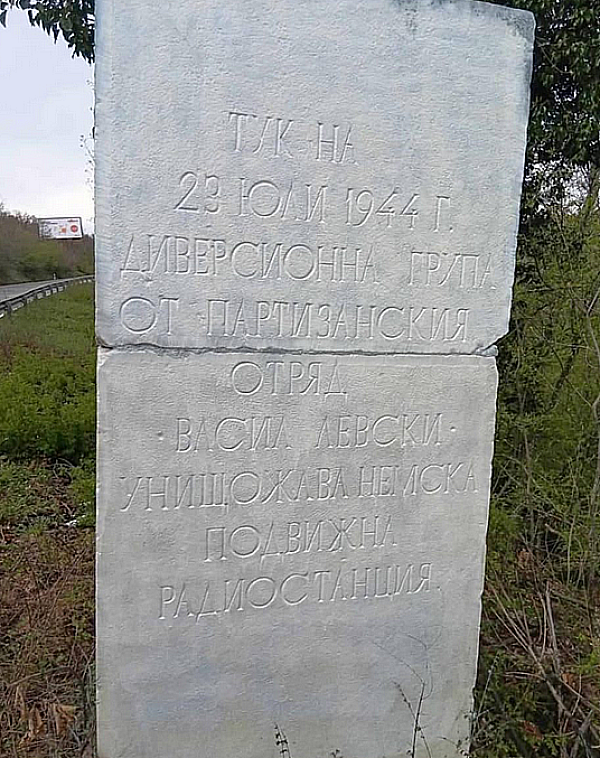 ТУК НА
23 ЮЛИ 1944 Г.
ДИВЕРСИОННА ГРУПА
ОТ ПАРТИЗАНСКИЯ
ОТРЯД
·ВАСИЛ ЛЕВСКИ·
УНИЩОЖАВА НЕМСКА
ПОДВИЖНА
РАДИОСТАНЦИЯ.